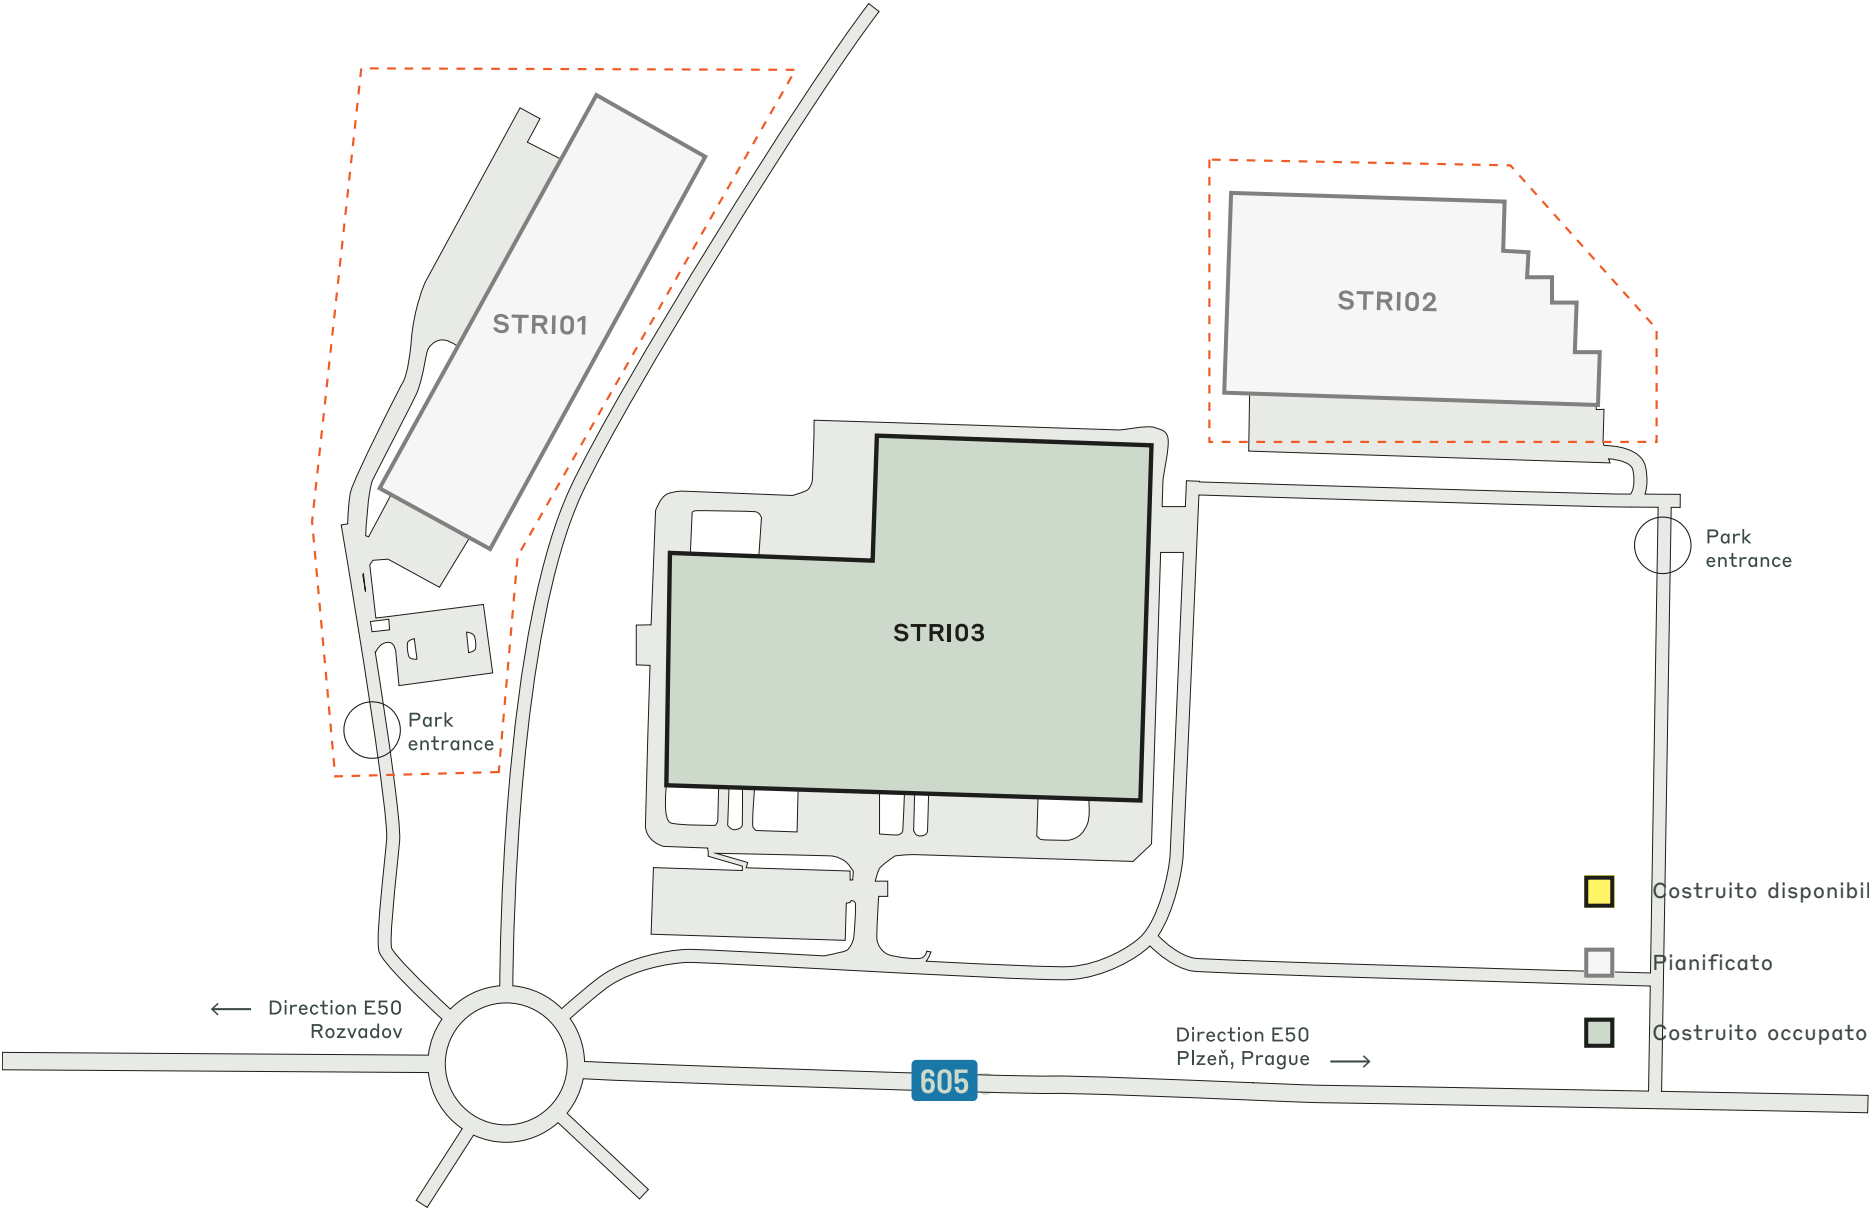 STRI01
STRI02
STRI03
Park
entrance
Park
entrance
Costruito disponibil
Pianificato
Costruito occupato
Direction E50
Rozvadov
Direction E50
Plzeň, Prague
605